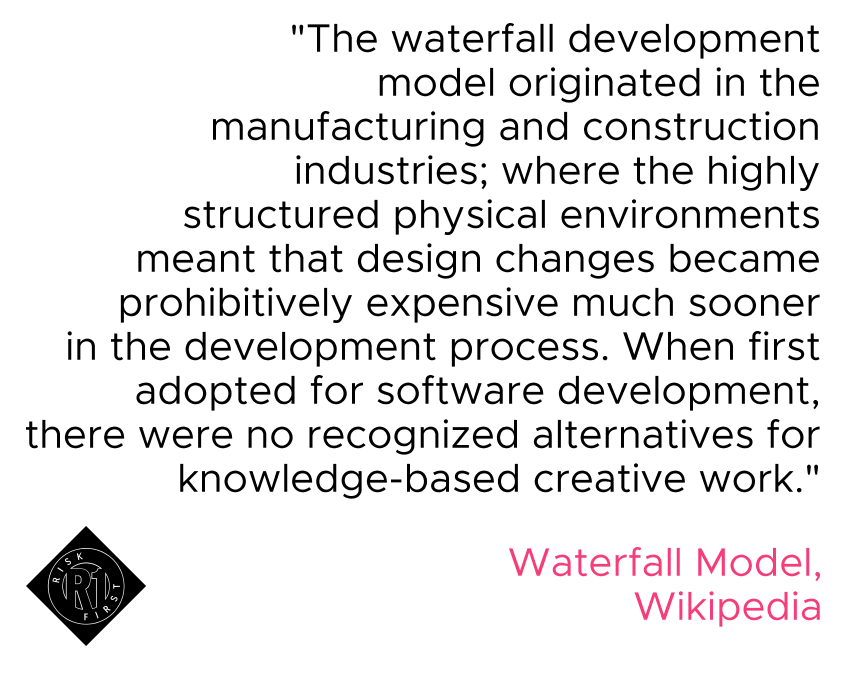 "The waterfall development
model originated in the
manufacturing and construction
industries; where the highly
structured physical environments
meant that design changes became
prohibitively expensive much sooner
in the development process. When first
adopted for software development,
there were no recognized alternatives for
knowledge-based creative work."
RISK
R1
FIRST
Waterfall Model,
Wikipedia